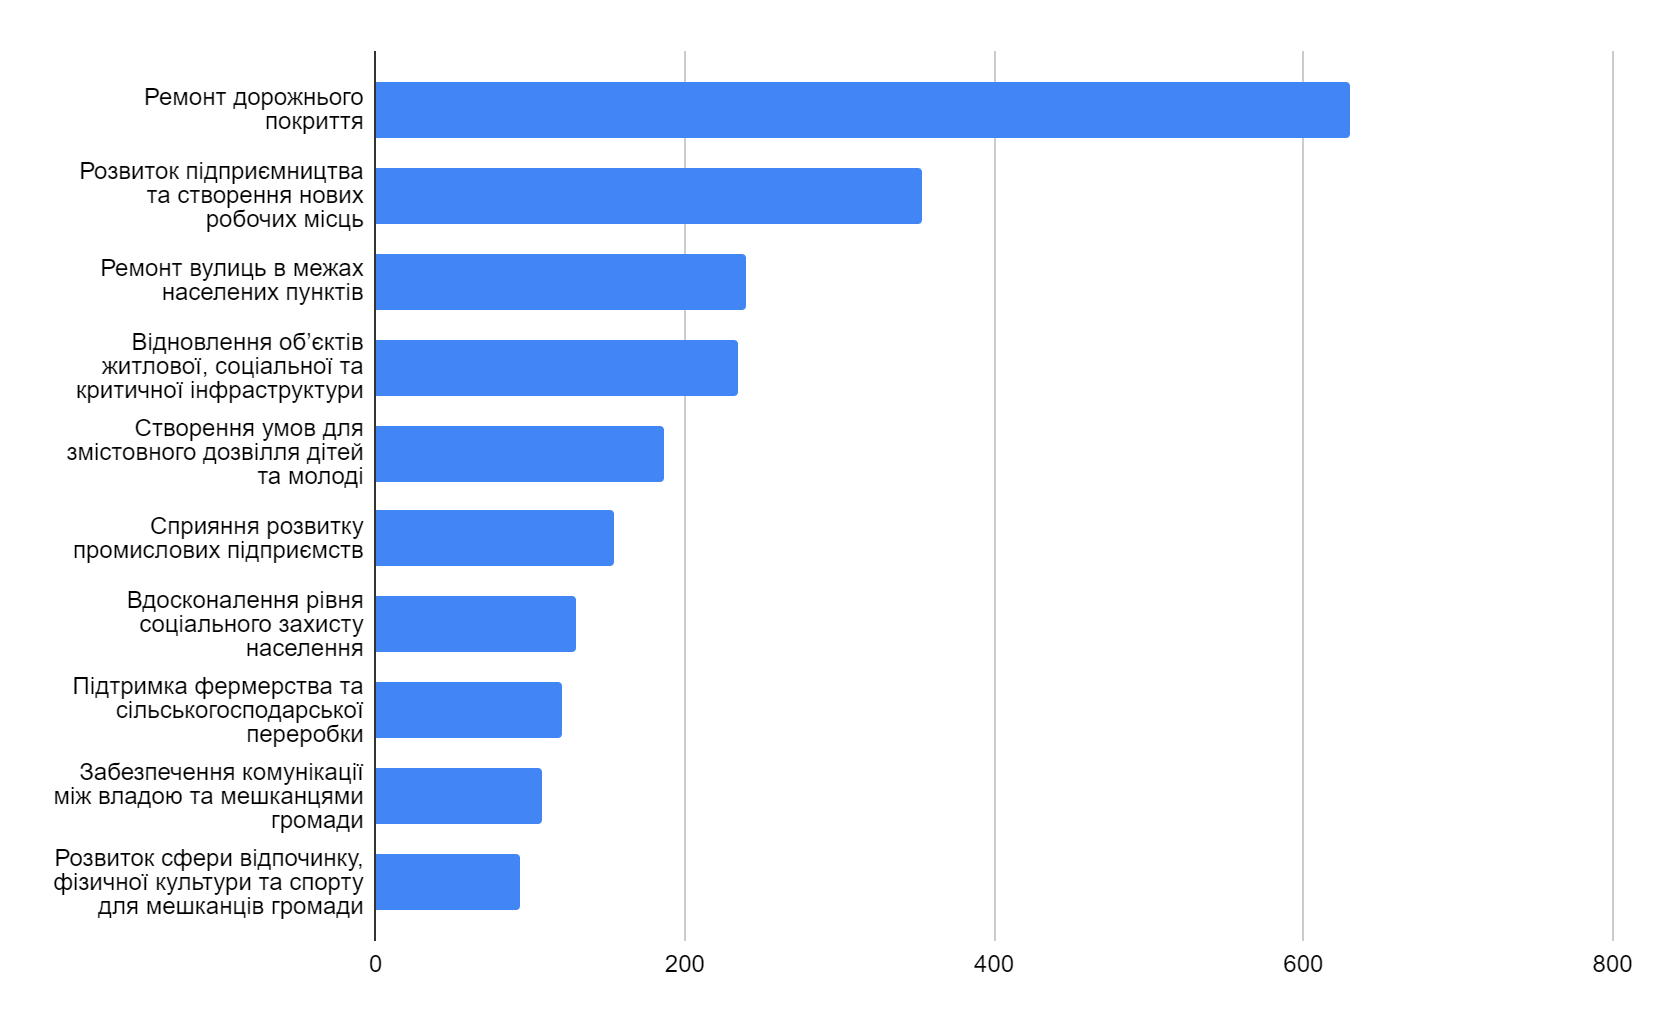 Ремонт дорожнього
покриття
Розвиток підприємництва
та створення нових
робочих місць
Ремонт вулиць в межах
населених пунктів
Відновлення об’єктів
житлової, соціальної та
критичної інфраструктури
Створення умов для
змістовного дозвілля дітей
та молоді
Сприяння розвитку
промислових підприємств
Вдосконалення рівня
соціального захисту
населення
Підтримка фермерства та
сільськогосподарської
переробки
Забезпечення комунікації
між владою та мешканцями
громади
Розвиток сфери відпочинку,
фізичної культури та спорту
для мешканців громади
0 200 400 600 800